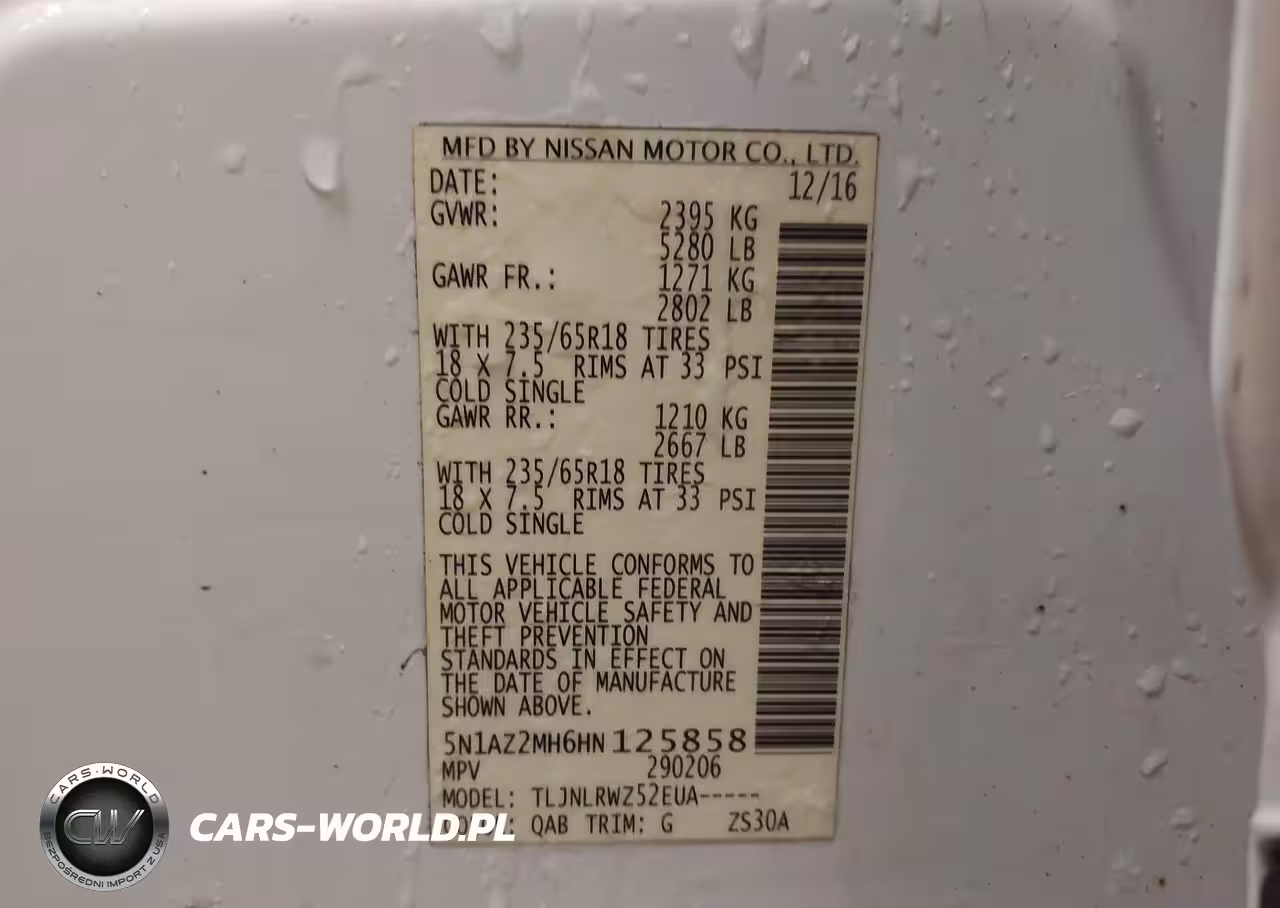 MFD BY NISSAN MOTOR CO., LTD.
DATE: 12/16
GVWR: 2395 KG
5280 LB
GAWR FR.: 1271 KG
2802 LB
WITH 235/65R18 TIRES
18 X 7.5 RIMS AT 33 PSI
COLD SINGLE
GAWR RR.: 1210 KG
2667 LB
WITH 235/65R18 TIRES
18 X 7.5 RIMS AT 33 PSI
COLD SINGLE
THIS VEHICLE CONFORMS TO
ALL APPLICABLE FEDERAL
MOTOR VEHICLE SAFETY AND
THEFT PREVENTION
STANDARDS IN EFFECT ON
THE DATE OF MANUFACTURE
SHOWN ABOVE.
5N1AZ2MH6HN125858
MPV 290206
MODEL: TLJNLRWZ52EUA-----
QAB TRIM: G ZS30A
CARS-WORLD
CW
BEZPOŚREDNI IMPORT Z USA
CARS-WORLD.PL